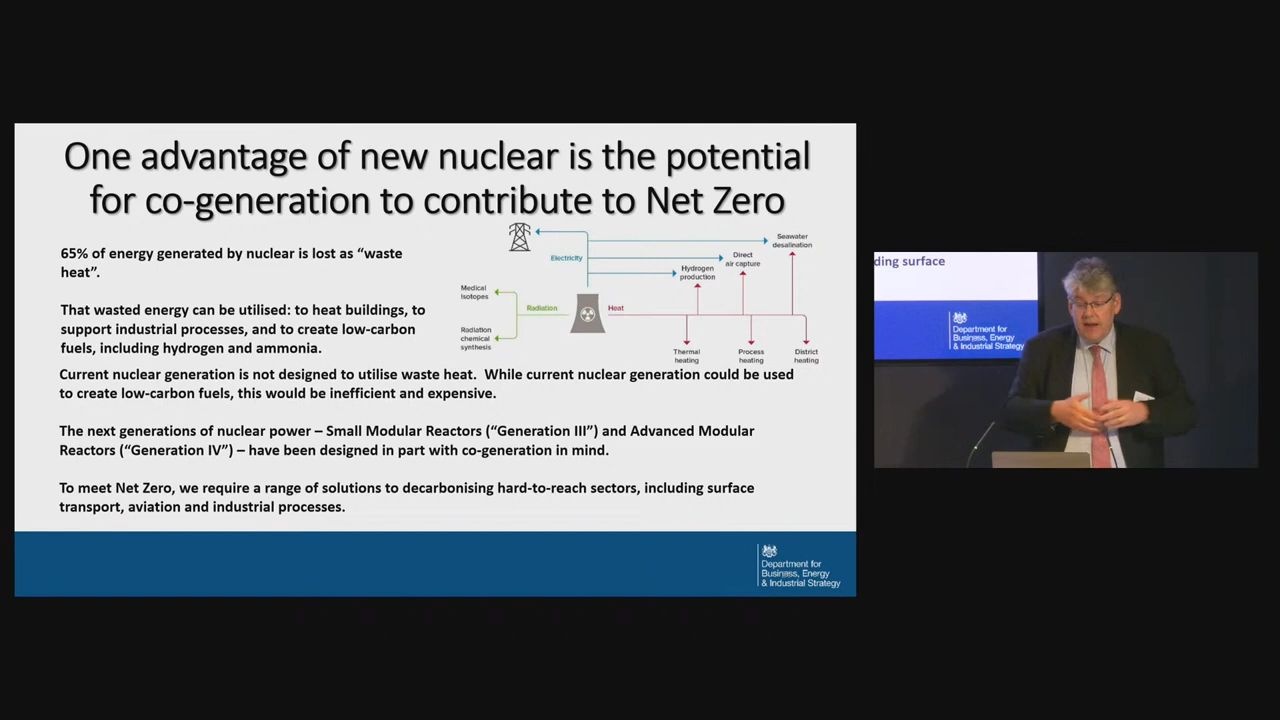 One advantage of new nuclear is the potential
for co-generation to contribute to Net Zero
65% of energy generated by nuclear is lost as “waste
heat”.
That wasted energy can be utilised: to heat buildings, to
support industrial processes, and to create low-carbon
fuels, including hydrogen and ammonia.
Electricity
Seawater
desalination
Direct
air capture
Hydrogen
production
Medical
Isotopes
Radiation
Heat
Radiation
chemical
synthesis
Thermal
heating
Process
heating
District
heating
Current nuclear generation is not designed to utilise waste heat. While current nuclear generation could be used
to create low-carbon fuels, this would be inefficient and expensive.
The next generations of nuclear power – Small Modular Reactors (“Generation III”) and Advanced Modular
Reactors (“Generation IV”) – have been designed in part with co-generation in mind.
To meet Net Zero, we require a range of solutions to decarbonising hard-to-reach sectors, including surface
transport, aviation and industrial processes.
Department for
Business, Energy
& Industrial Strategy
ding surface
Department for
Business, Energy
& Industrial Strategy